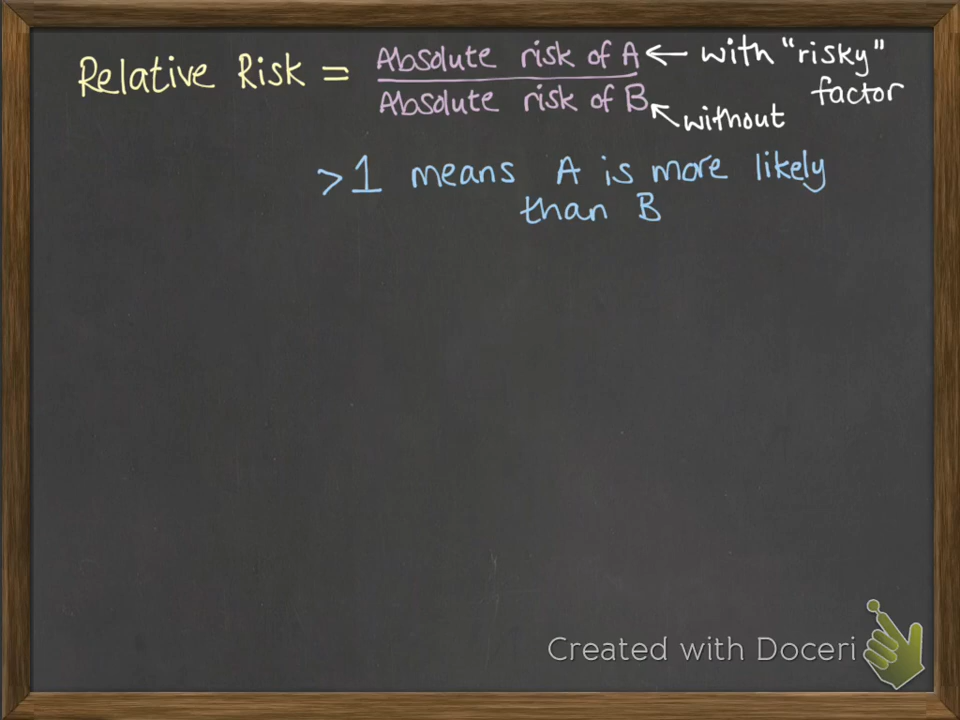 Relative Risk = Absolute risk of A ← with "risky" factor
Absolute risk of B ↖ without
>1 means A is more likely
than B
Created with Doceri